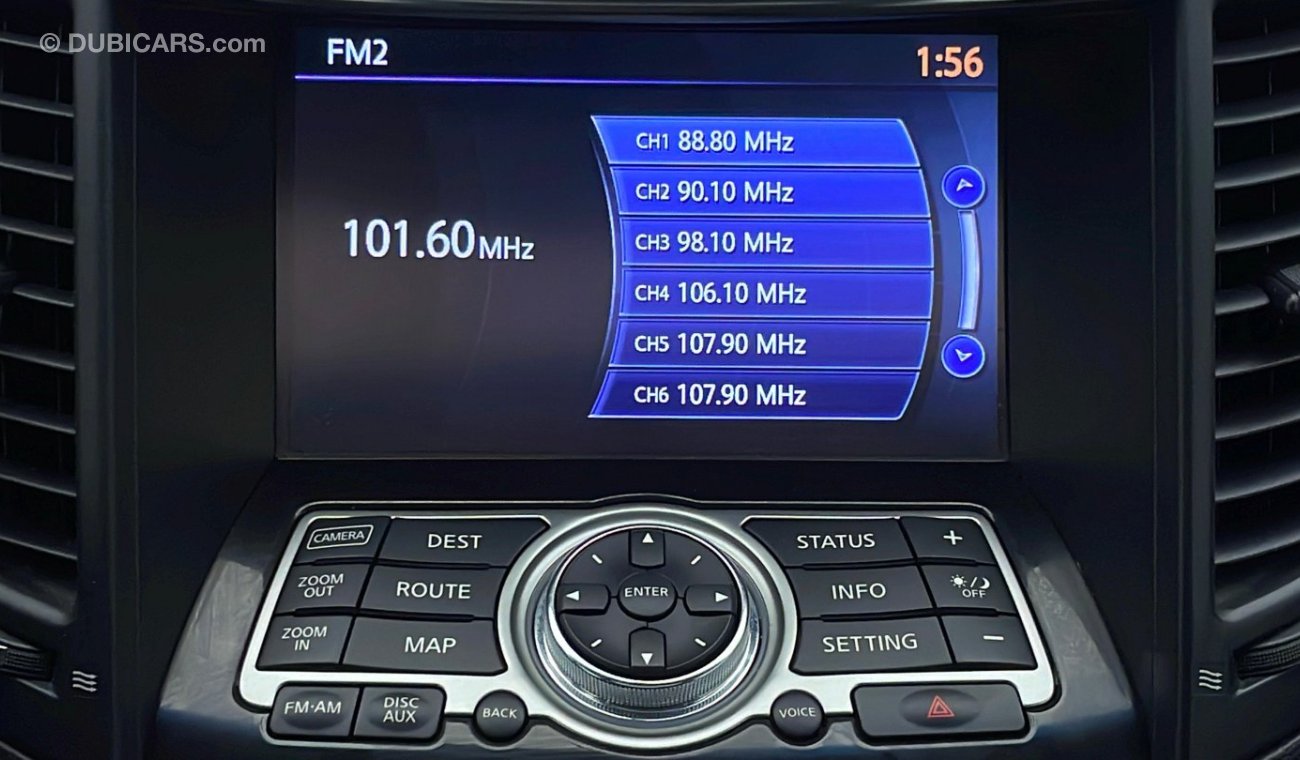 © DUBICARS.com
FM2
1:56
101.60 MHz
CH1 88.80 MHz
CH2 90.10 MHz
CH3 98.10 MHz
CH4 106.10 MHz
CH5 107.90 MHz
CH6 107.90 MHz
CAMERA
DEST
ZOOM OUT
ROUTE
ZOOM IN
MAP
ENTER
STATUS
+
INFO
/ OFF
SETTING
−
FM·AM
DISC AUX
BACK
VOICE